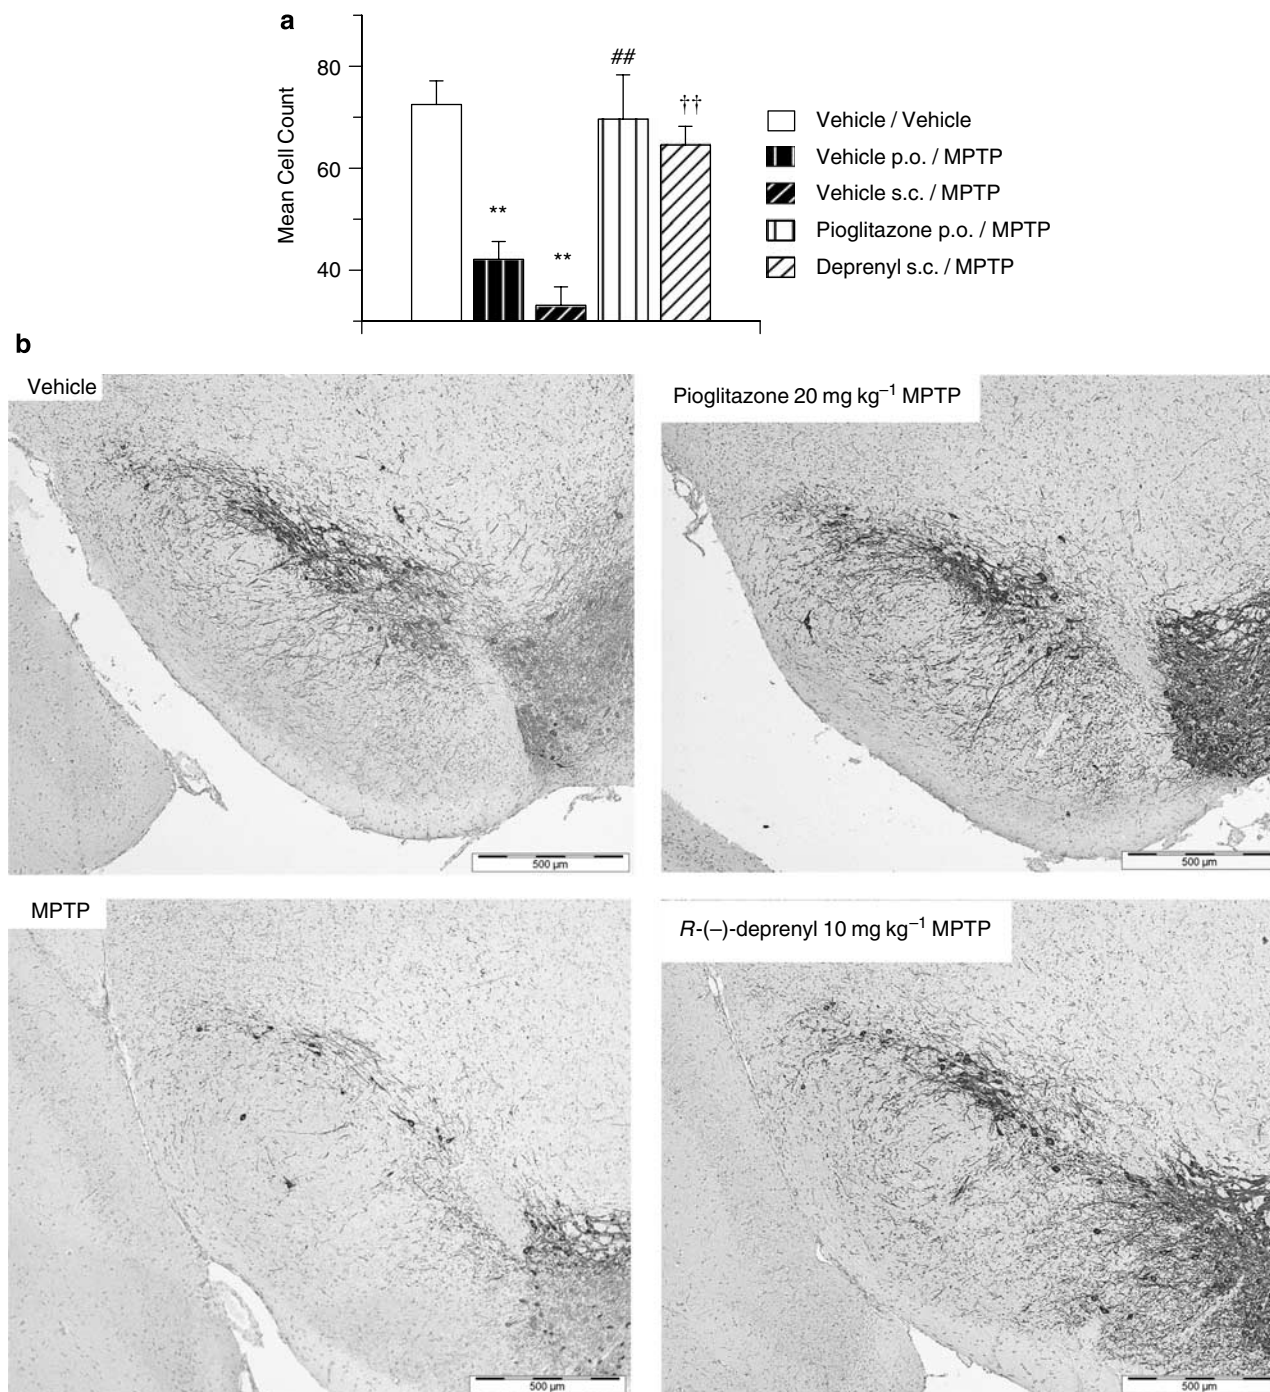 a
80
60
40
Mean Cell Count
**
**
##
††
Vehicle / Vehicle
Vehicle p.o. / MPTP
Vehicle s.c. / MPTP
Pioglitazone p.o. / MPTP
Deprenyl s.c. / MPTP
b
Vehicle
500 µm
Pioglitazone 20 mg kg⁻¹ MPTP
500 µm
MPTP
500 µm
R-(–)-deprenyl 10 mg kg⁻¹ MPTP
500 µm